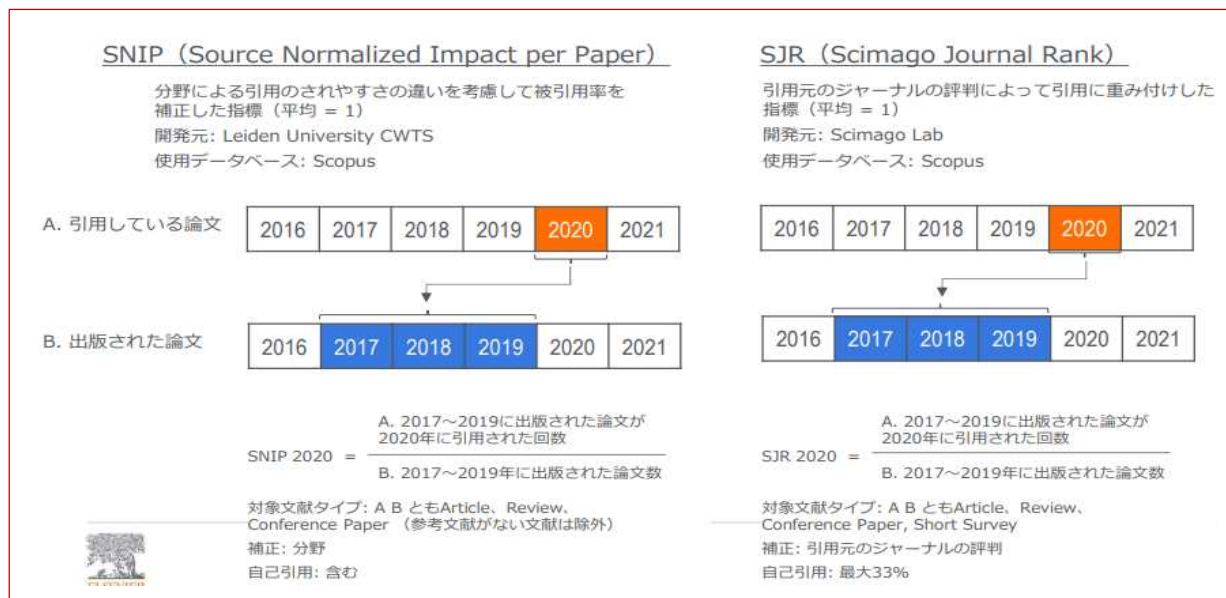 SNIP（Source Normalized Impact per Paper）
分野による引用のされやすさの違いを考慮して被引用率を
補正した指標（平均 = 1）
開発元: Leiden University CWTS
使用データベース: Scopus
A. 引用している論文
2016 2017 2018 2019 2020 2021
B. 出版された論文
2016 2017 2018 2019 2020 2021
SNIP 2020 =
A. 2017～2019に出版された論文が
2020年に引用された回数
B. 2017～2019年に出版された論文数
対象文献タイプ: A B ともArticle、Review、
Conference Paper （参考文献がない文献は除外）
補正: 分野
自己引用: 含む
SJR（Scimago Journal Rank）
引用元のジャーナルの評判によって引用に重み付けした
指標（平均 = 1）
開発元: Scimago Lab
使用データベース: Scopus
2016 2017 2018 2019 2020 2021
2016 2017 2018 2019 2020 2021
SJR 2020 =
A. 2017～2019に出版された論文が
2020年に引用された回数
B. 2017～2019年に出版された論文数
対象文献タイプ: A B ともArticle、Review、
Conference Paper, Short Survey
補正: 引用元のジャーナルの評判
自己引用: 最大33%